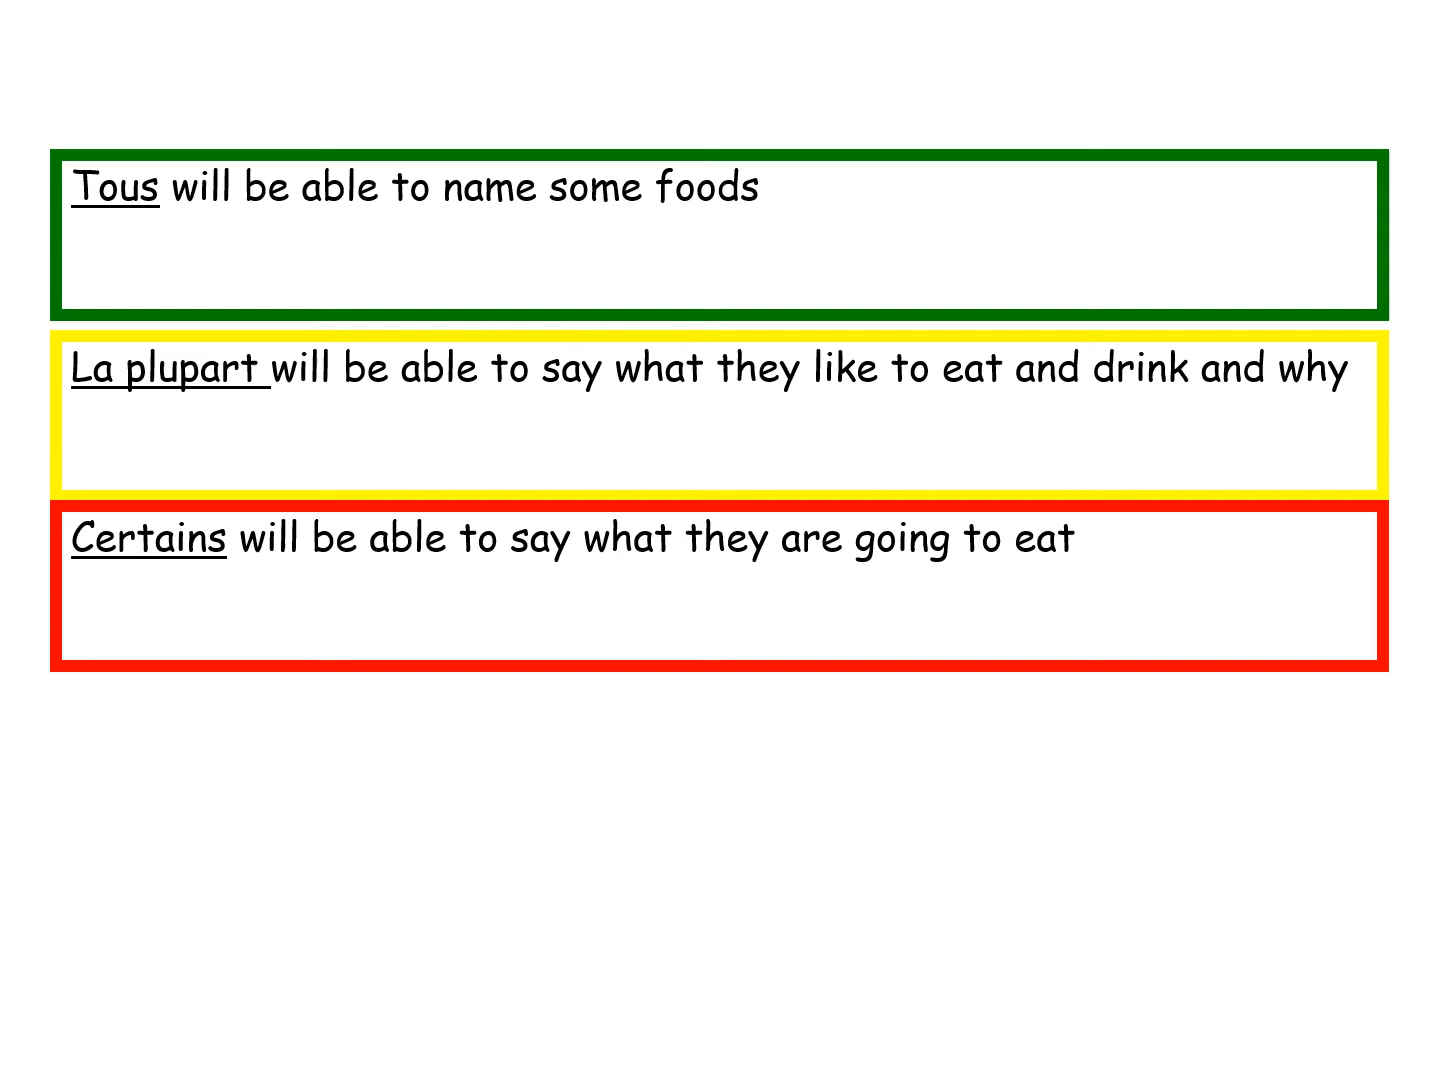 Tous will be able to name some foods
La plupart will be able to say what they like to eat and drink and why
Certains will be able to say what they are going to eat